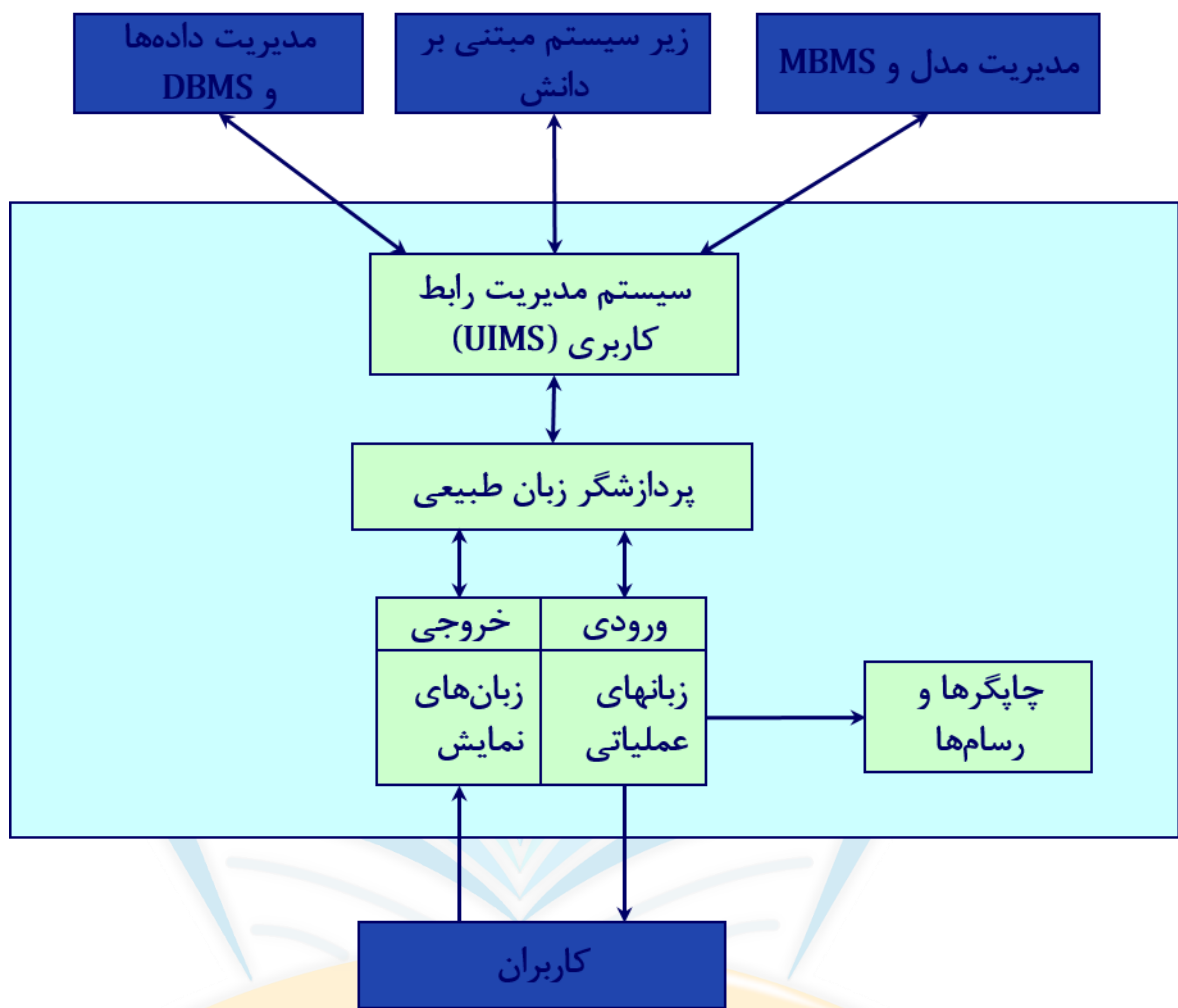 مدیریت مدل و MBMS
زیر سیستم مبتنی بر
دانش
مدیریت داده‌ها
و DBMS
سیستم مدیریت رابط
کاربری (UIMS)
پردازشگر زبان طبیعی
ورودی
خروجی
زبانهای
عملیاتی
زبان‌های
نمایش
چاپگرها و
رسام‌ها
کاربران